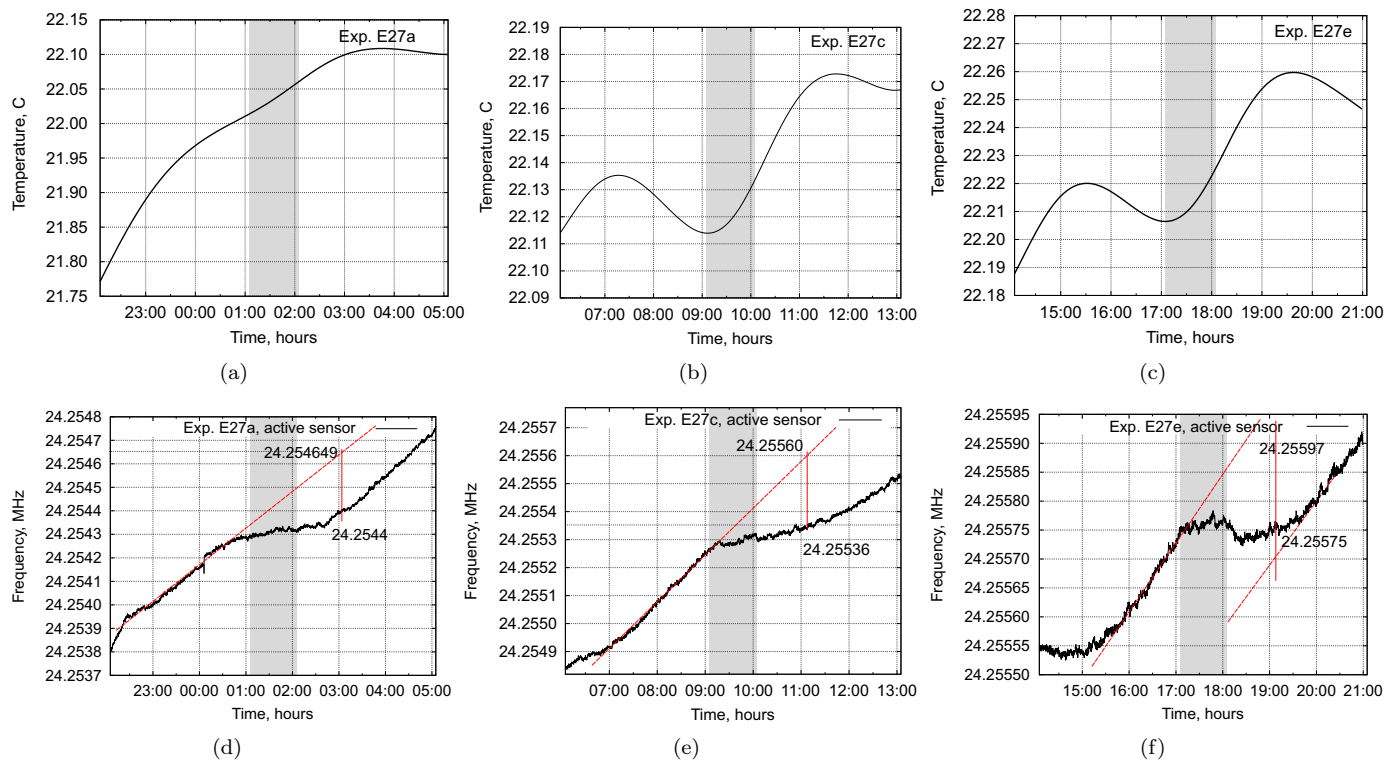 22.15
22.10
22.05
22.00
21.95
21.90
21.85
21.80
21.75
Temperature, C
Exp. E27a
23:00 00:00 01:00 02:00 03:00 04:00 05:00
Time, hours
(a)
22.19
22.18
22.17
22.16
22.15
22.14
22.13
22.12
22.11
22.10
22.09
Temperature, C
Exp. E27c
07:00 08:00 09:00 10:00 11:00 12:00 13:00
Time, hours
(b)
22.28
22.27
22.26
22.25
22.24
22.23
22.22
22.21
22.20
22.19
22.18
Temperature, C
Exp. E27e
15:00 16:00 17:00 18:00 19:00 20:00 21:00
Time, hours
(c)
24.2548
24.2547
24.2546
24.2545
24.2544
24.2543
24.2542
24.2541
24.2540
24.2539
24.2538
24.2537
Frequency, MHz
Exp. E27a, active sensor
24.254649
24.2544
23:00 00:00 01:00 02:00 03:00 04:00 05:00
Time, hours
(d)
24.2557
24.2556
24.2555
24.2554
24.2553
24.2552
24.2551
24.2550
24.2549
Frequency, MHz
Exp. E27c, active sensor
24.25560
24.25536
07:00 08:00 09:00 10:00 11:00 12:00 13:00
Time, hours
(e)
24.25595
24.25590
24.25585
24.25580
24.25575
24.25570
24.25565
24.25560
24.25555
24.25550
Frequency, MHz
Exp. E27e, active sensor
24.25597
24.25575
15:00 16:00 17:00 18:00 19:00 20:00 21:00
Time, hours
(f)